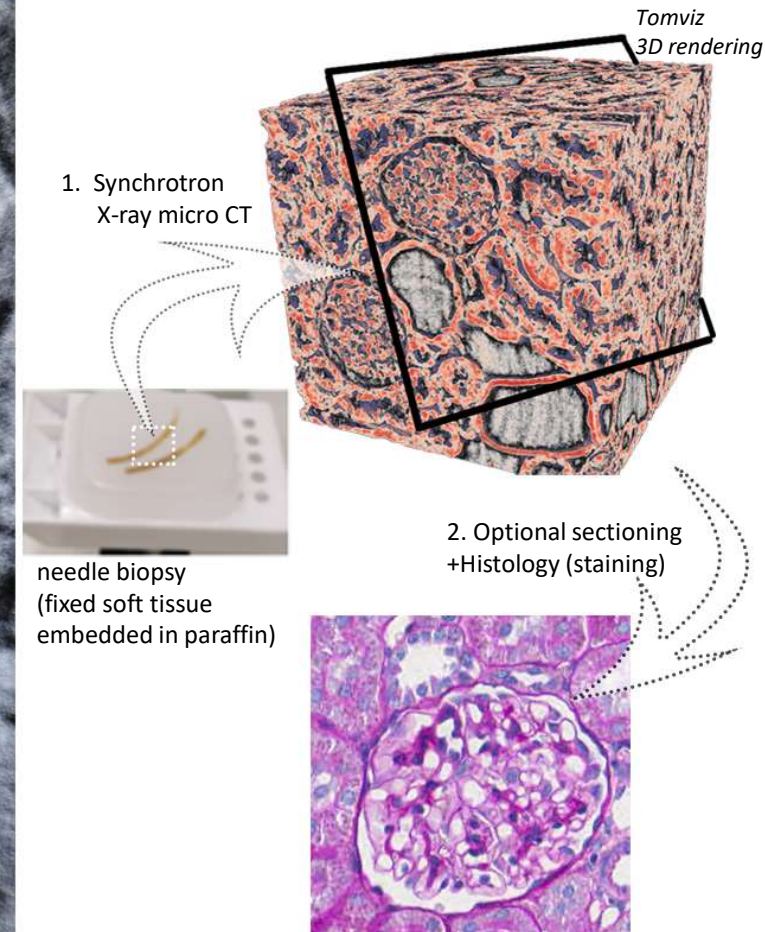 Tomviz
3D rendering
1. Synchrotron
X-ray micro CT
2. Optional sectioning
+Histology (staining)
needle biopsy
(fixed soft tissue
embedded in paraffin)